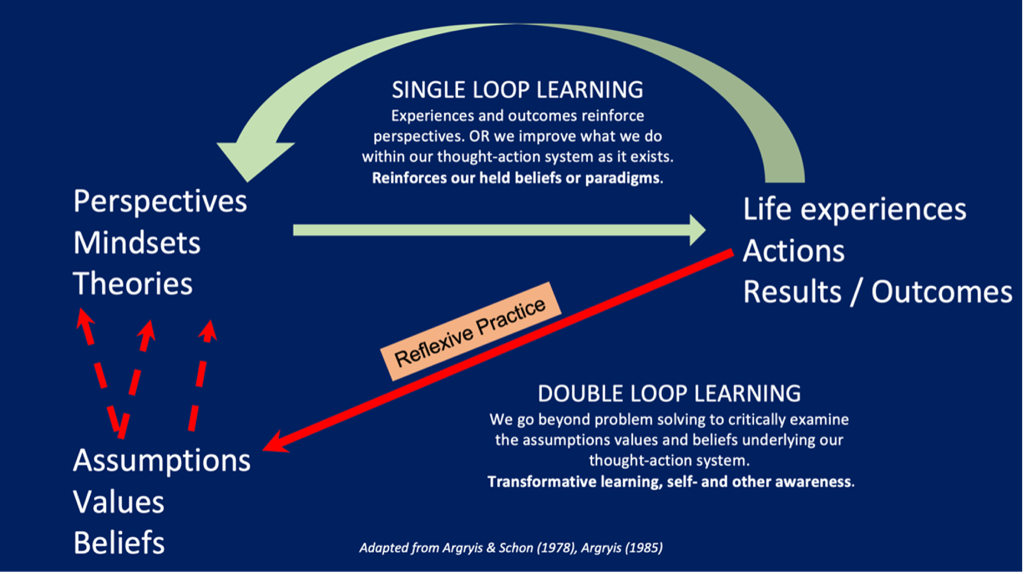 SINGLE LOOP LEARNING
Experiences and outcomes reinforce
perspectives. OR we improve what we do
within our thought-action system as it exists.
Reinforces our held beliefs or paradigms.
Perspectives
Mindsets
Theories
Life experiences
Actions
Results / Outcomes
Reflexive Practice
DOUBLE LOOP LEARNING
We go beyond problem solving to critically examine
the assumptions values and beliefs underlying our
thought-action system.
Transformative learning, self- and other awareness.
Assumptions
Values
Beliefs
Adapted from Argryis & Schon (1978), Argryis (1985)